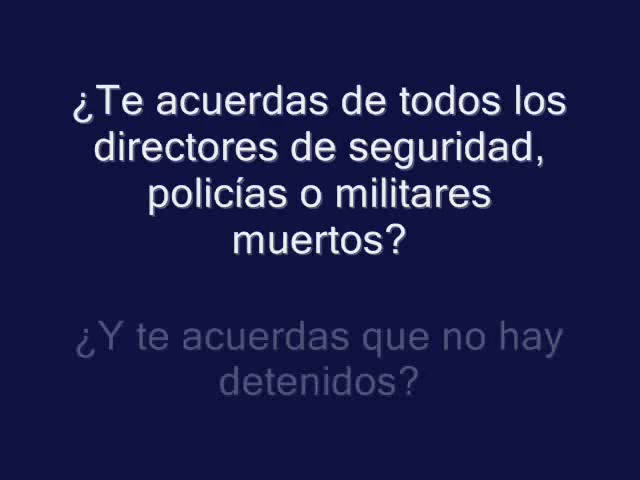 ¿Te acuerdas de todos los
directores de seguridad,
policías o militares
muertos?
¿Y te acuerdas que no hay
detenidos?